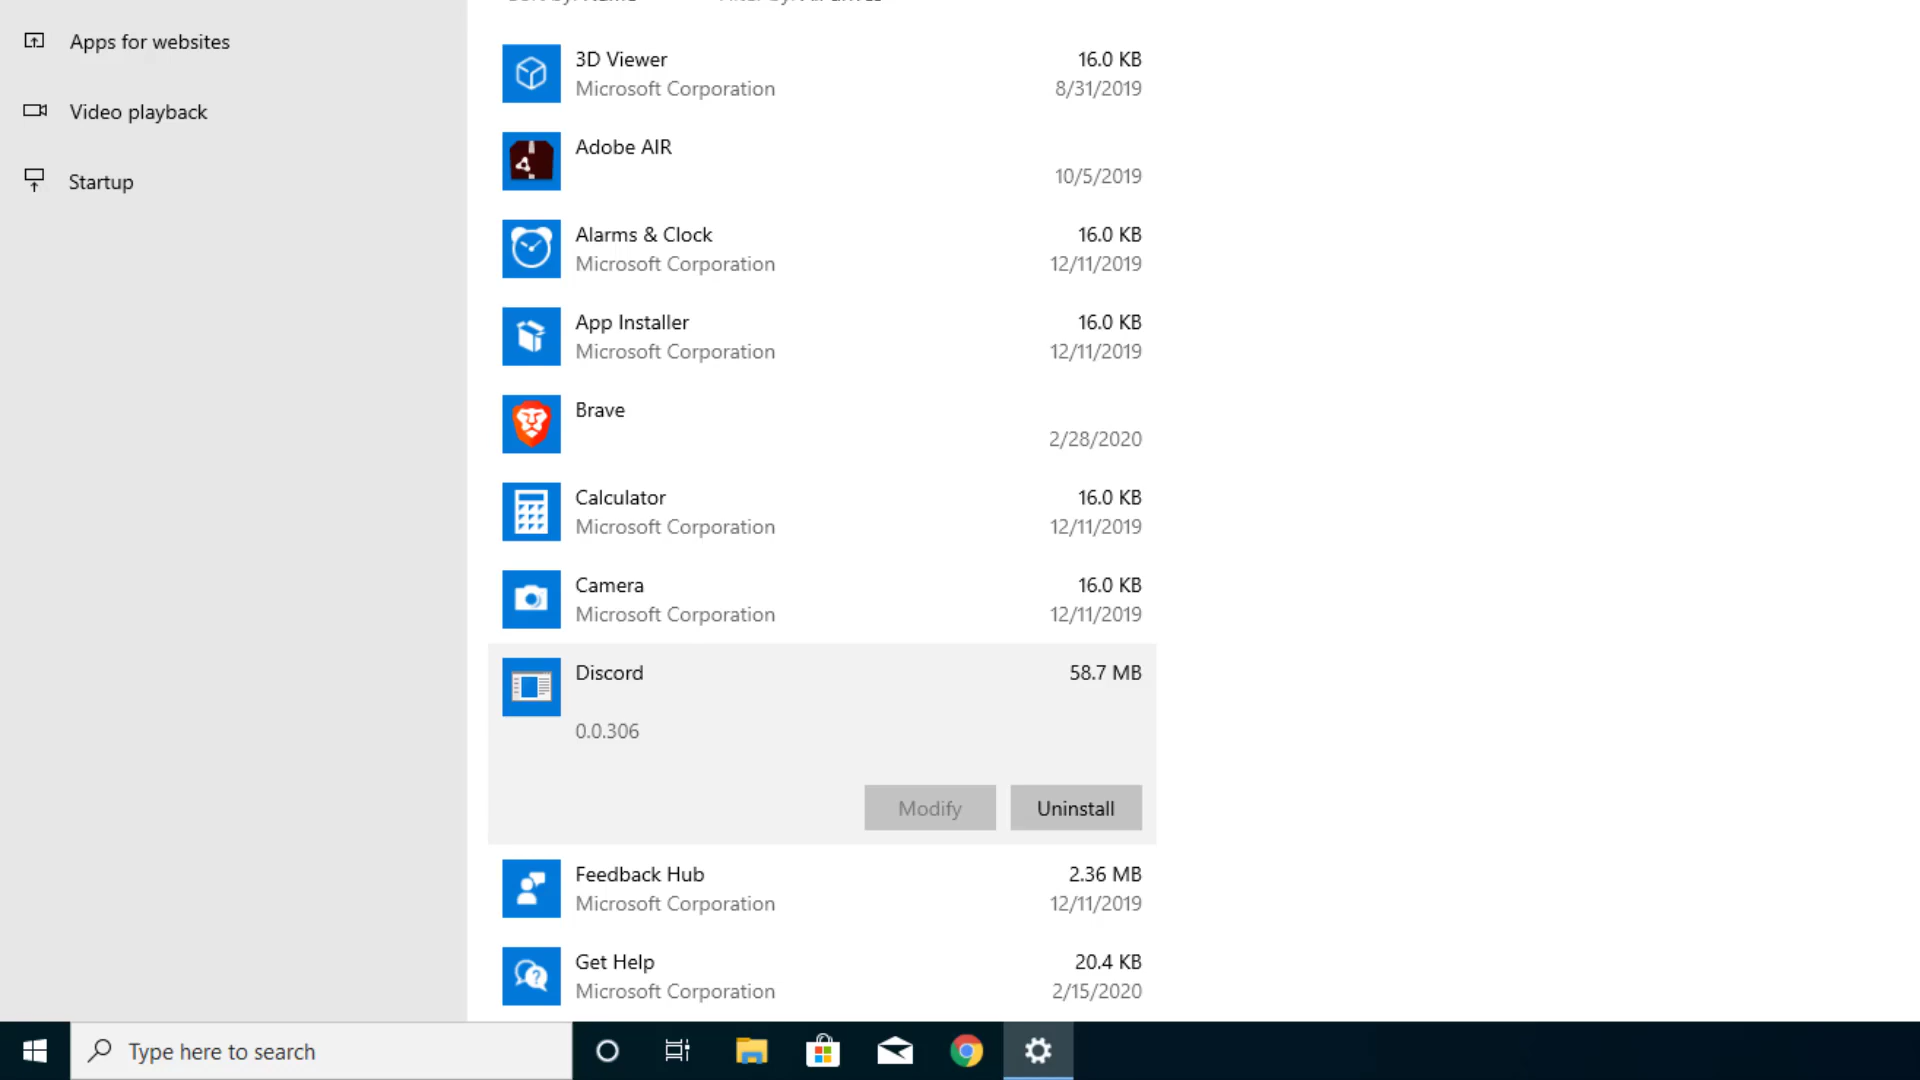 Apps for websites
Video playback
Startup
3D Viewer 16.0 KB
Microsoft Corporation 8/31/2019
Adobe AIR
10/5/2019
Alarms & Clock 16.0 KB
Microsoft Corporation 12/11/2019
App Installer 16.0 KB
Microsoft Corporation 12/11/2019
Brave
2/28/2020
Calculator 16.0 KB
Microsoft Corporation 12/11/2019
Camera 16.0 KB
Microsoft Corporation 12/11/2019
Discord 58.7 MB
0.0.306
Modify Uninstall
Feedback Hub 2.36 MB
Microsoft Corporation 12/11/2019
Get Help 20.4 KB
Microsoft Corporation 2/15/2020
Type here to search